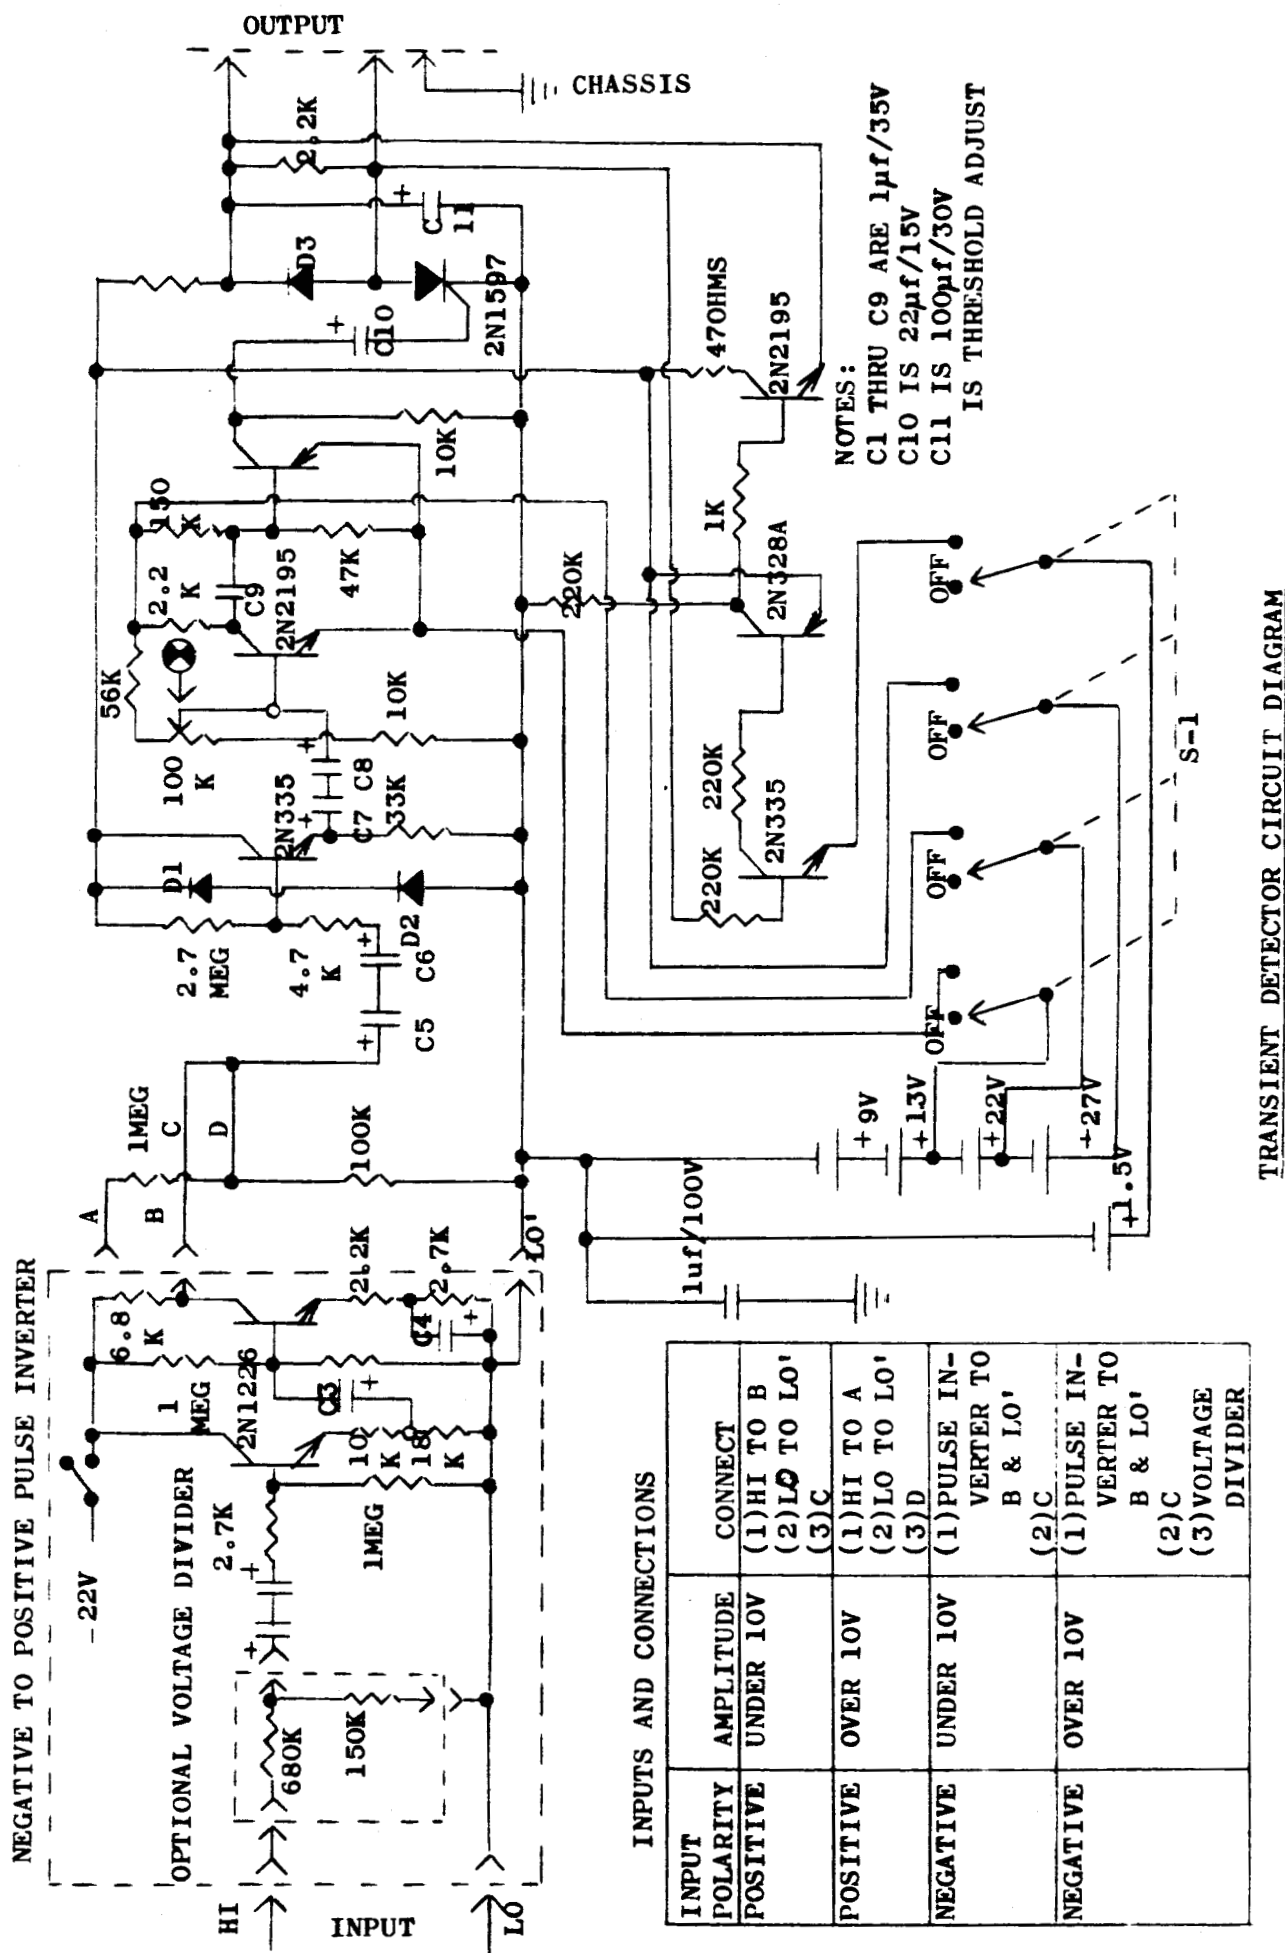 NEGATIVE TO POSITIVE PULSE INVERTER
-22V
OPTIONAL VOLTAGE DIVIDER
HI
INPUT
LO
680K
150K
2.7K
1MEG
2N1226
10
K
18
K
1
MEG
C3
6.8
K
2.2K
2.7K
C4
LO'
A
B
1MEG
C
D
100K
C5
C6
2.7
MEG
4.7
K
D1
D2
2N335
C7
C8
33K
100
K
56K
10K
2.2
K
C9
2N2195
150
K
47K
10K
C10
D3
2N1597
C
11
2.2K
OUTPUT
CHASSIS
220K
220K
2N335
220K
2N328A
1K
470HMS
2N2195
NOTES:
C1 THRU C9 ARE 1µf/35V
C10 IS 22µf/15V
C11 IS 100µf/30V
IS THRESHOLD ADJUST
OFF
OFF
OFF
OFF
S-1
1uf/100V
+9V
+13V
+22V
+27V
+1.5V
INPUTS AND CONNECTIONS
INPUT
POLARITY AMPLITUDE CONNECT
POSITIVE UNDER 10V (1)HI TO B
(2)LO TO LO'
(3)C
POSITIVE OVER 10V (1)HI TO A
(2)LO TO LO'
(3)D
NEGATIVE UNDER 10V (1)PULSE IN-
VERTER TO
B & LO'
(2)C
NEGATIVE OVER 10V (1)PULSE IN-
VERTER TO
B & LO'
(2)C
(3)VOLTAGE
DIVIDER
TRANSIENT DETECTOR CIRCUIT DIAGRAM